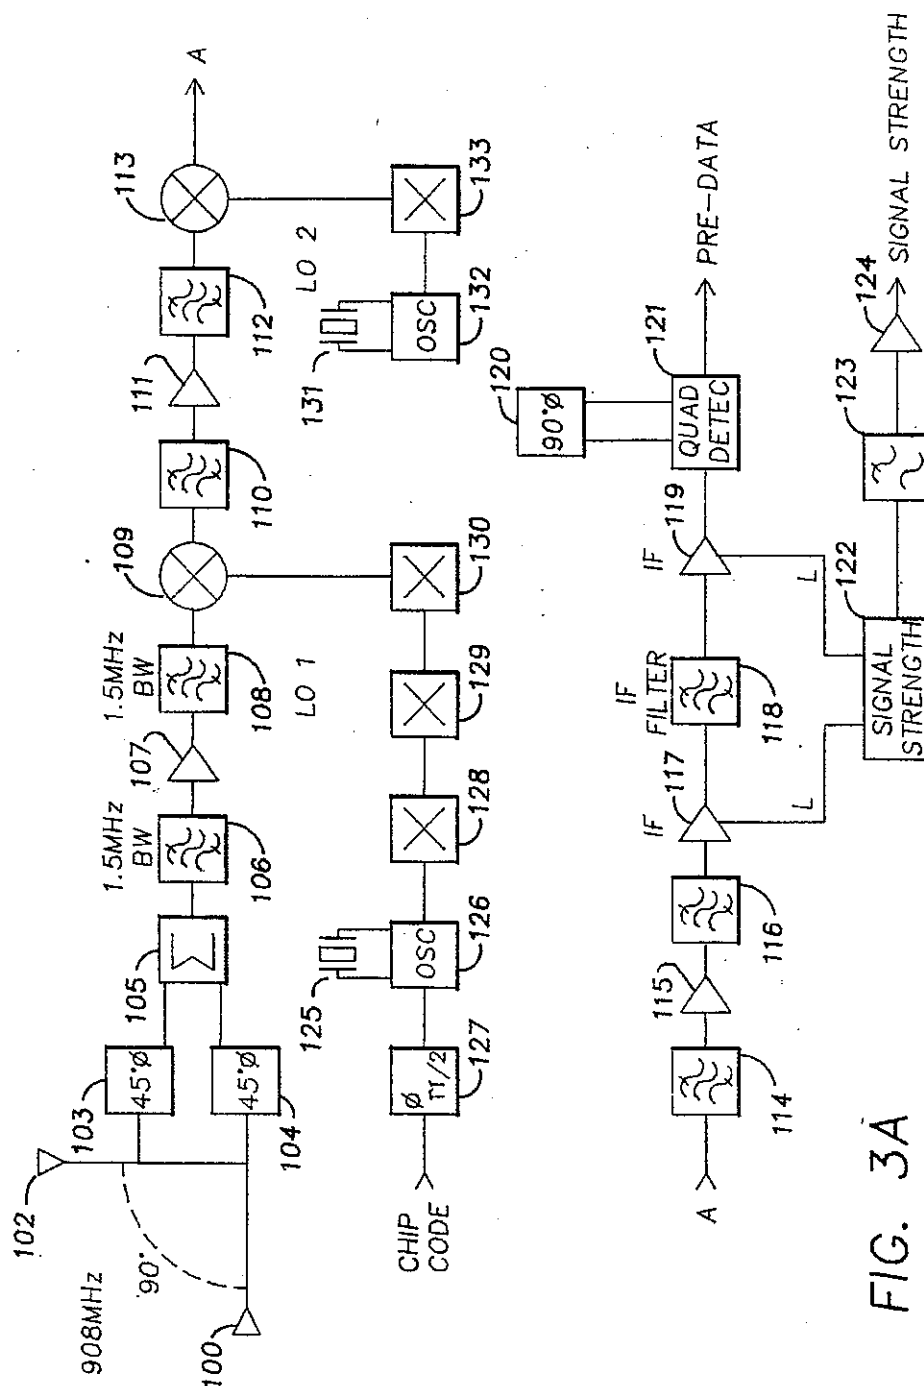 908MHz
90°
102
100
103
45°Ø
104
45°Ø
105
Σ
1.5MHz
BW
106
107
1.5MHz
BW
108
109
110
111
112
113
A
CHIP
CODE
Ø
π/2
127
125
OSC
126
128
129
130
LO 1
131
LO 2
OSC
132
133
A
114
115
116
IF
117
IF
FILTER
118
IF
119
120
90°Ø
QUAD
DETEC
121
PRE-DATA
L
L
122
SIGNAL
STRENGTH
123
124
SIGNAL STRENGTH
FIG. 3A